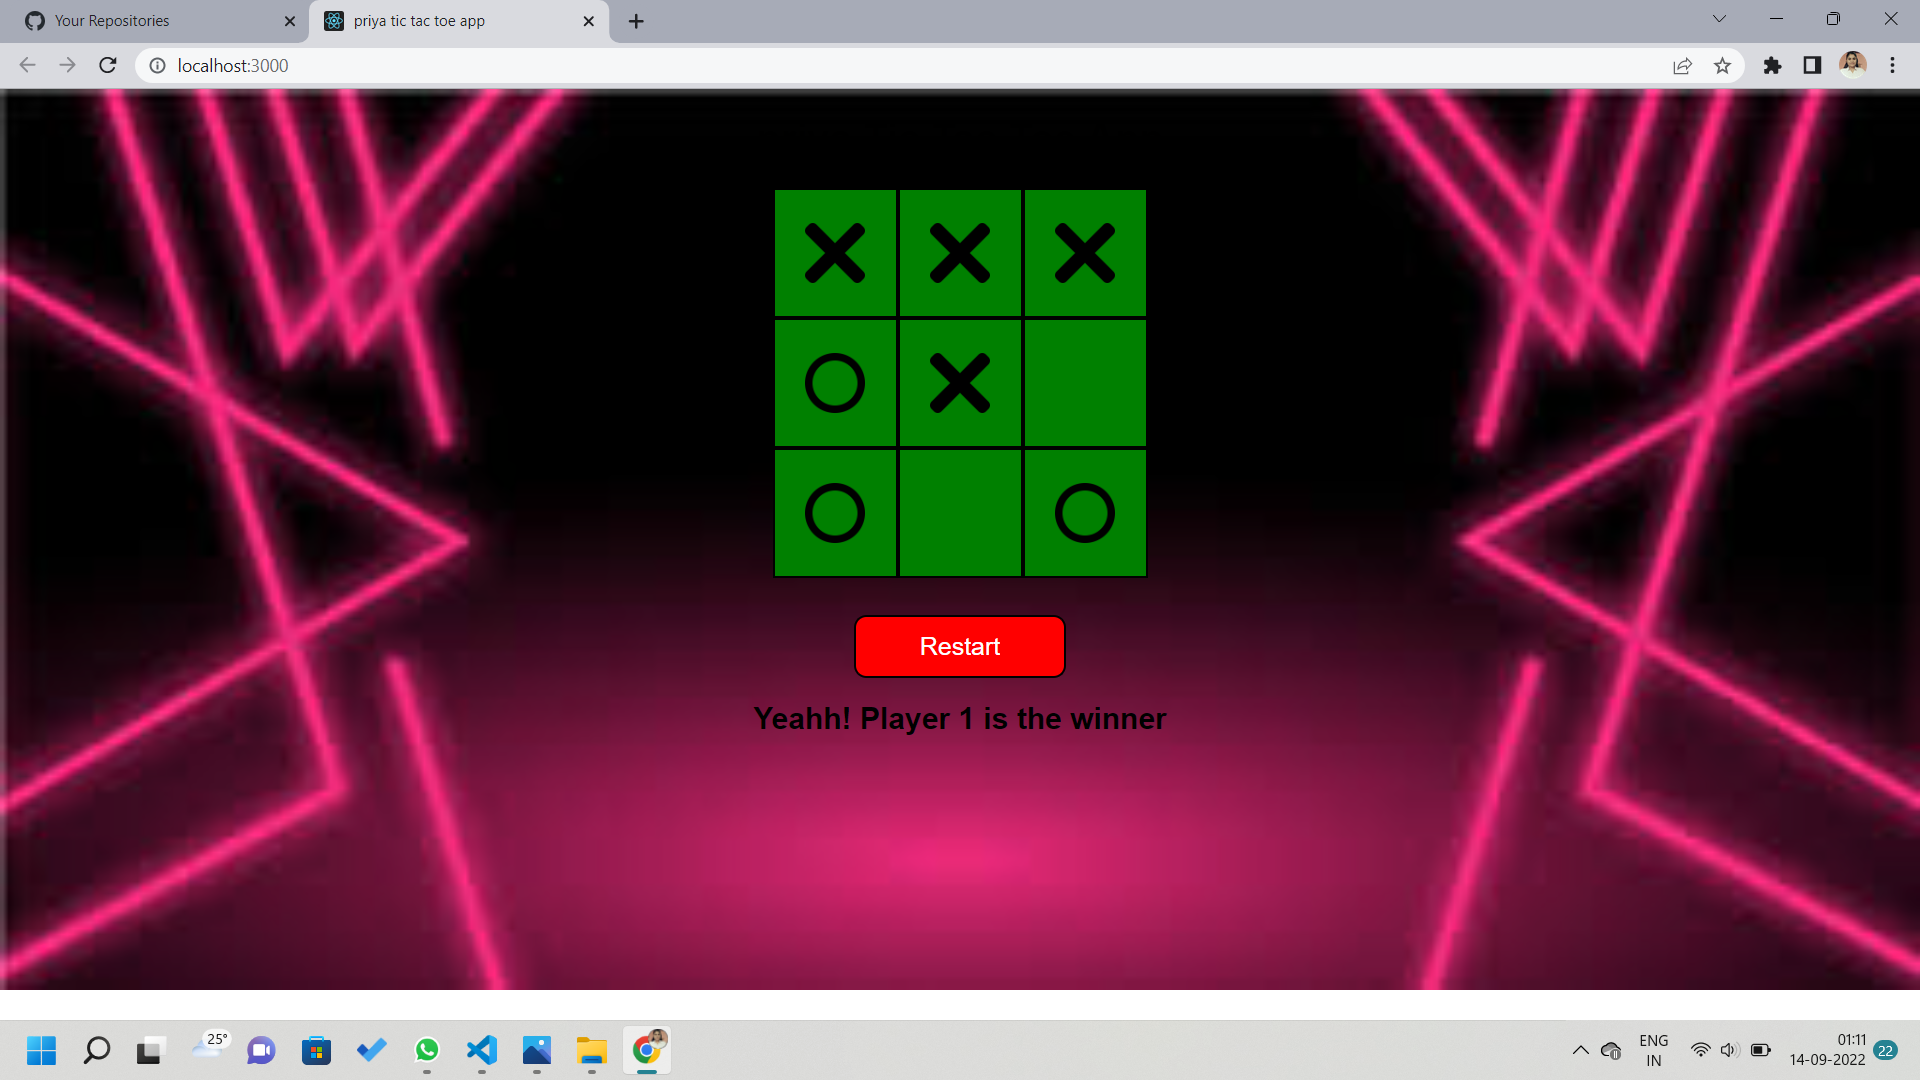 Your Repositories
priya tic tac toe app
localhost:3000
Restart
Yeahh! Player 1 is the winner
25°
ENG
IN
01:11
14-09-2022
22